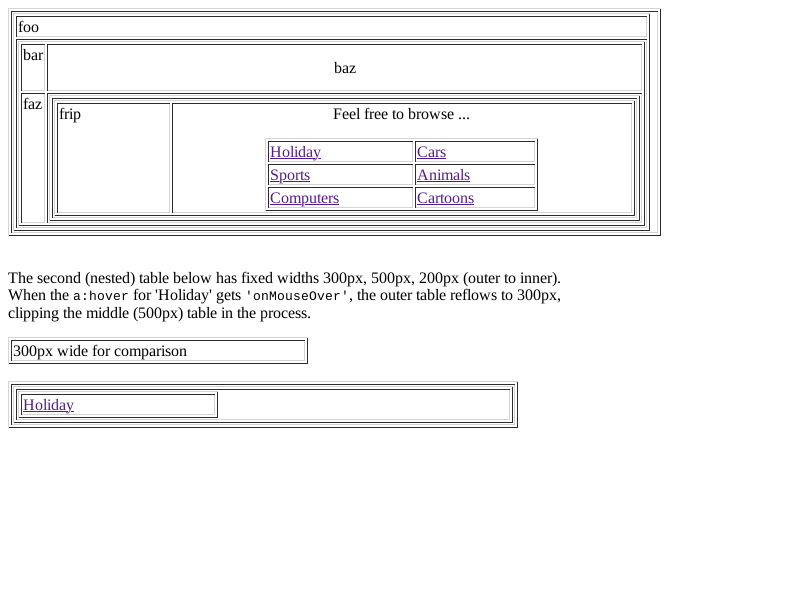 foo
bar
baz
faz
frip
Feel free to browse ...
Holiday Cars
Sports Animals
Computers Cartoons
The second (nested) table below has fixed widths 300px, 500px, 200px (outer to inner).
When the a:hover for 'Holiday' gets 'onMouseOver', the outer table reflows to 300px,
clipping the middle (500px) table in the process.
300px wide for comparison
Holiday